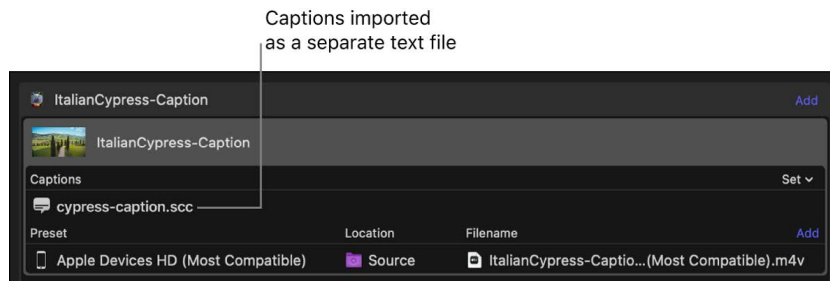 Captions imported
as a separate text file
ItalianCypress-Caption Add
ItalianCypress-Caption
Captions Set
cypress-caption.scc
Preset Location Filename Add
Apple Devices HD (Most Compatible) Source ItalianCypress-Captio...(Most Compatible).m4v